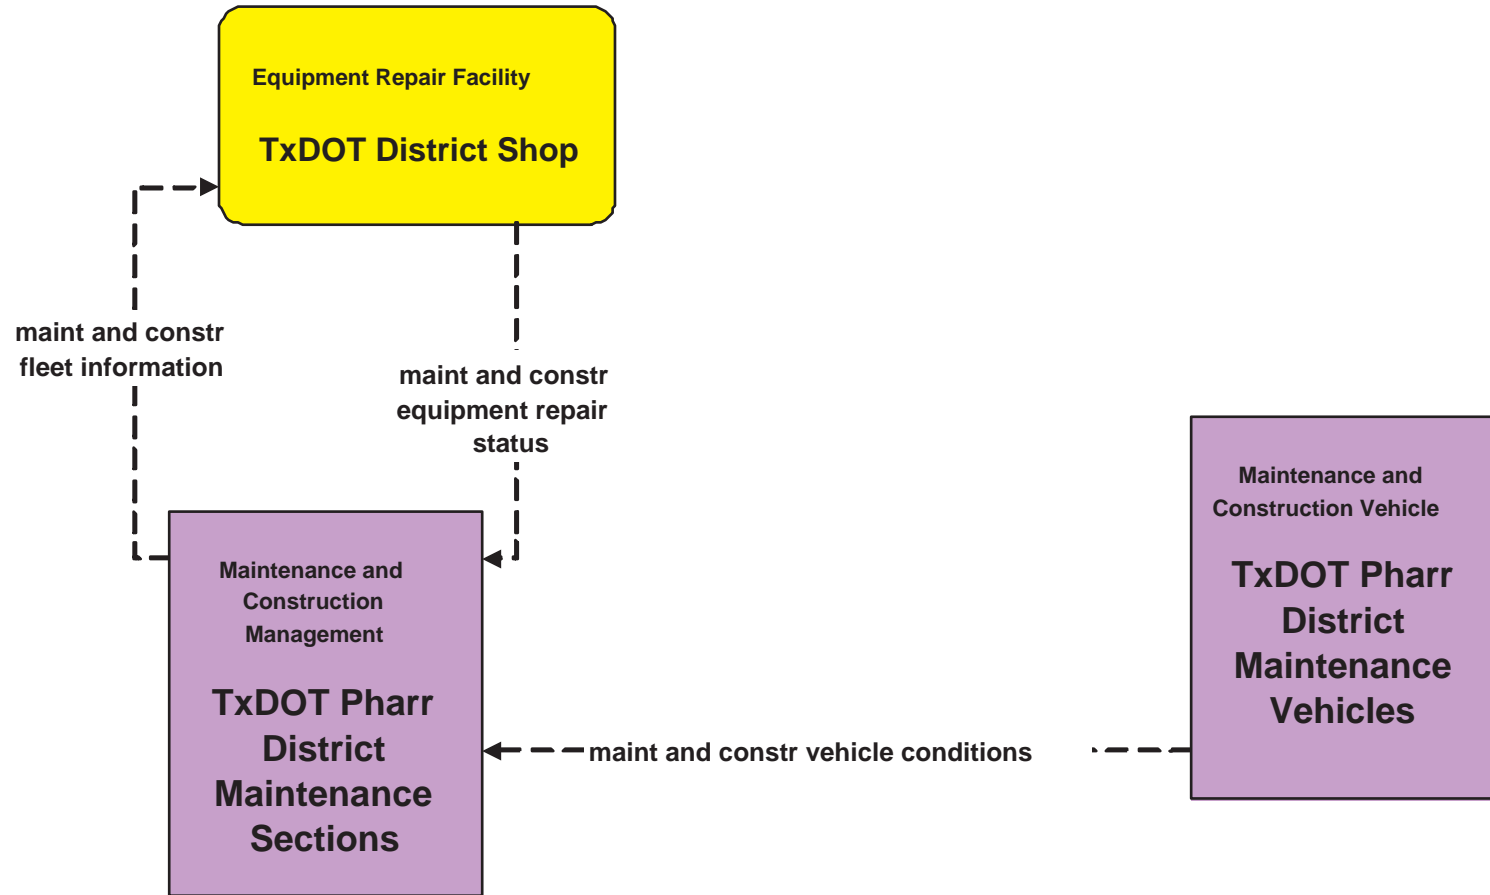 Equipment Repair Facility
TxDOT District Shop
maint and constr
fleet information
maint and constr
equipment repair
status
Maintenance and
Construction Vehicle
TxDOT Pharr
District
Maintenance
Vehicles
Maintenance and
Construction
Management
TxDOT Pharr
District
Maintenance
Sections
maint and constr vehicle conditions